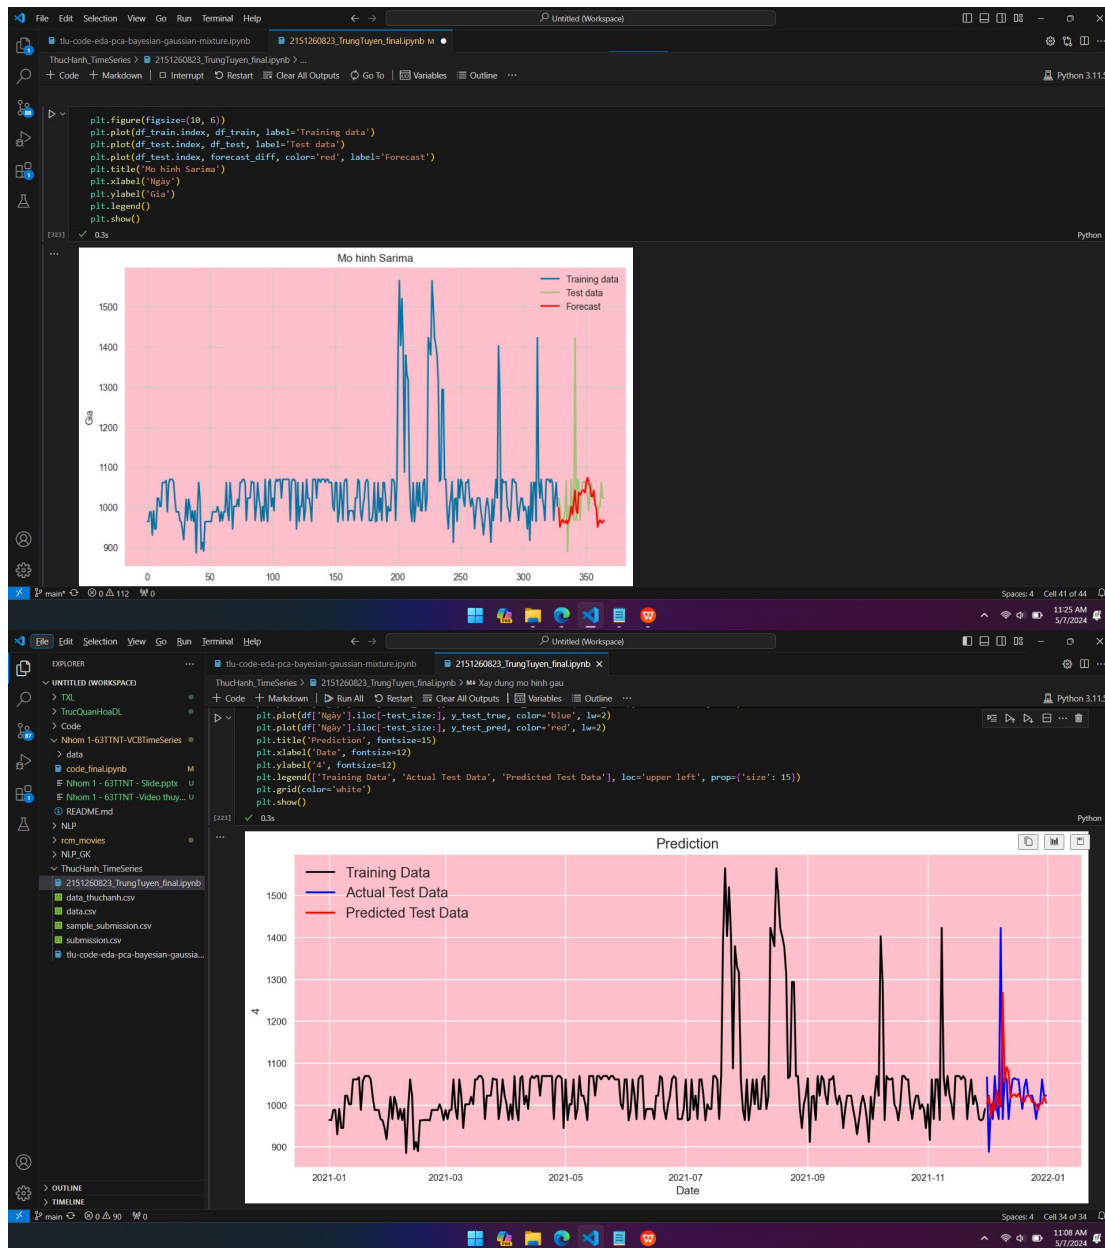 File Edit Selection View Go Run Terminal Help
Untitled (Workspace)
tlu-code-eda-pca-bayesian-gaussian-mixture.ipynb
2151260823_TrungTuyen_final.ipynb M
ThucHanh_TimeSeries > 2151260823_TrungTuyen_final.ipynb > ...
+ Code + Markdown | Interrupt Restart Clear All Outputs Go To | Variables Outline ...
Python 3.11.5
plt.figure(figsize=(10, 6))
plt.plot(df_train.index, df_train, label='Training data')
plt.plot(df_test.index, df_test, label='Test data')
plt.plot(df_test.index, forecast_diff, color='red', label='Forecast')
plt.title('Mo hinh Sarima')
plt.xlabel('Ngày')
plt.ylabel('Gia')
plt.legend()
plt.show()
[323] 0.3s
Python
Mo hinh Sarima
Training data
Test data
Forecast
1500
1400
1300
1200
1100
1000
900
Gia
0 50 100 150 200 250 300 350
main* 0 112 0
Spaces: 4 Cell 41 of 44
11:25 AM
5/7/2024
File Edit Selection View Go Run Terminal Help
Untitled (Workspace)
EXPLORER ...
UNTITLED (WORKSPACE)
> TXL
> TrucQuanHoaDL
> Code
Nhom 1-63TTNT-VCBTimeSeries
> data
code_final.ipynb M
Nhom 1 - 63TTNT - Slide.pptx U
Nhom 1 - 63TTNT -Video thuy... U
README.md
> NLP
> rcm_movies
> NLP_GK
ThucHanh_TimeSeries
2151260823_TrungTuyen_final.ipynb
data_thuchanh.csv
data.csv
sample_submission.csv
submission.csv
tlu-code-eda-pca-bayesian-gaussia...
> OUTLINE
> TIMELINE
tlu-code-eda-pca-bayesian-gaussian-mixture.ipynb
2151260823_TrungTuyen_final.ipynb
ThucHanh_TimeSeries > 2151260823_TrungTuyen_final.ipynb > Xay dung mo hinh gau
+ Code + Markdown | Run All Restart Clear All Outputs | Variables Outline ...
Python 3.11.5
plt.plot(df['Ngày'].iloc[-test_size:], y_test_true, color='blue', lw=2)
plt.plot(df['Ngày'].iloc[-test_size:], y_test_pred, color='red', lw=2)
plt.title('Prediction', fontsize=15)
plt.xlabel('Date', fontsize=12)
plt.ylabel('4', fontsize=12)
plt.legend(['Training Data', 'Actual Test Data', 'Predicted Test Data'], loc='upper left', prop={'size': 15})
plt.grid(color='white')
plt.show()
[223] 0.3s
Python
Prediction
Training Data
Actual Test Data
Predicted Test Data
1500
1400
1300
1200
1100
1000
900
4
2021-01 2021-03 2021-05 2021-07 2021-09 2021-11 2022-01
Date
main 0 90 0
Spaces: 4 Cell 34 of 34
11:08 AM
5/7/2024